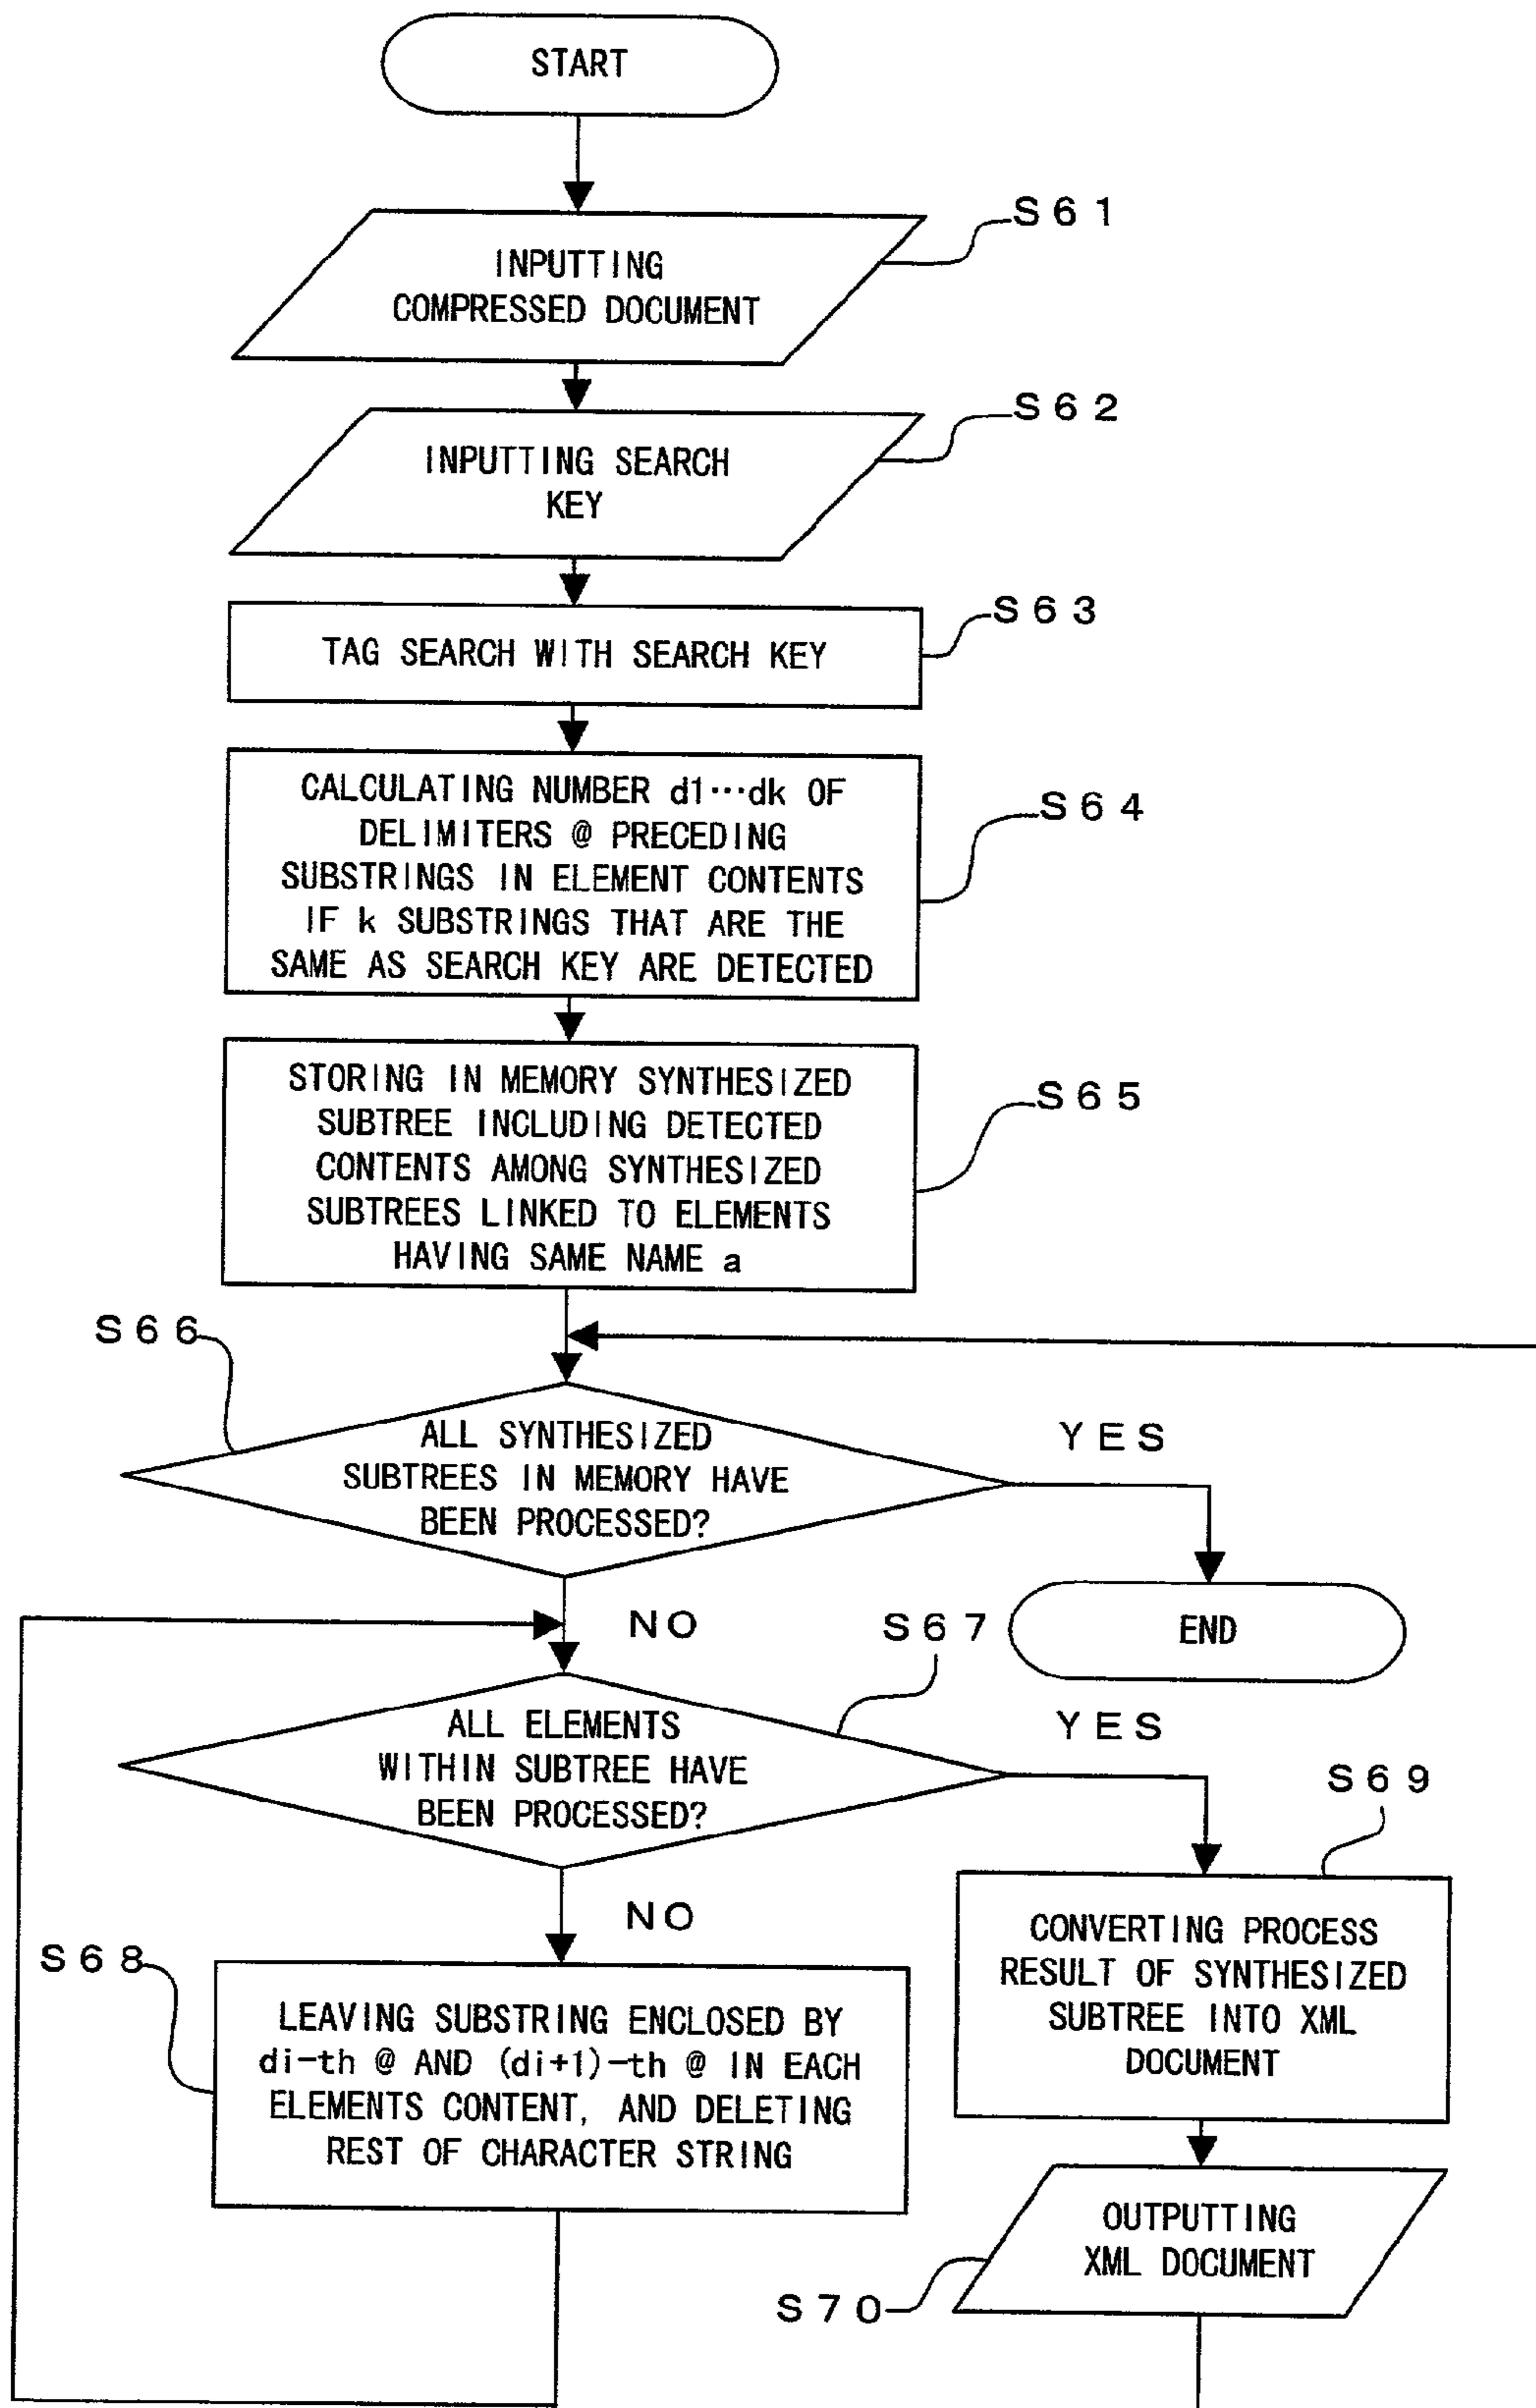 START
S61
INPUTTING
COMPRESSED DOCUMENT
S62
INPUTTING SEARCH
KEY
S63
TAG SEARCH WITH SEARCH KEY
S64
CALCULATING NUMBER d1···dk OF
DELIMITERS @ PRECEDING
SUBSTRINGS IN ELEMENT CONTENTS
IF k SUBSTRINGS THAT ARE THE
SAME AS SEARCH KEY ARE DETECTED
S65
STORING IN MEMORY SYNTHESIZED
SUBTREE INCLUDING DETECTED
CONTENTS AMONG SYNTHESIZED
SUBTREES LINKED TO ELEMENTS
HAVING SAME NAME a
S66
ALL SYNTHESIZED
SUBTREES IN MEMORY HAVE
BEEN PROCESSED?
YES
END
NO
S67
ALL ELEMENTS
WITHIN SUBTREE HAVE
BEEN PROCESSED?
YES
NO
S68
LEAVING SUBSTRING ENCLOSED BY
di-th @ AND (di+1)-th @ IN EACH
ELEMENTS CONTENT, AND DELETING
REST OF CHARACTER STRING
S69
CONVERTING PROCESS
RESULT OF SYNTHESIZED
SUBTREE INTO XML
DOCUMENT
S70
OUTPUTTING
XML DOCUMENT